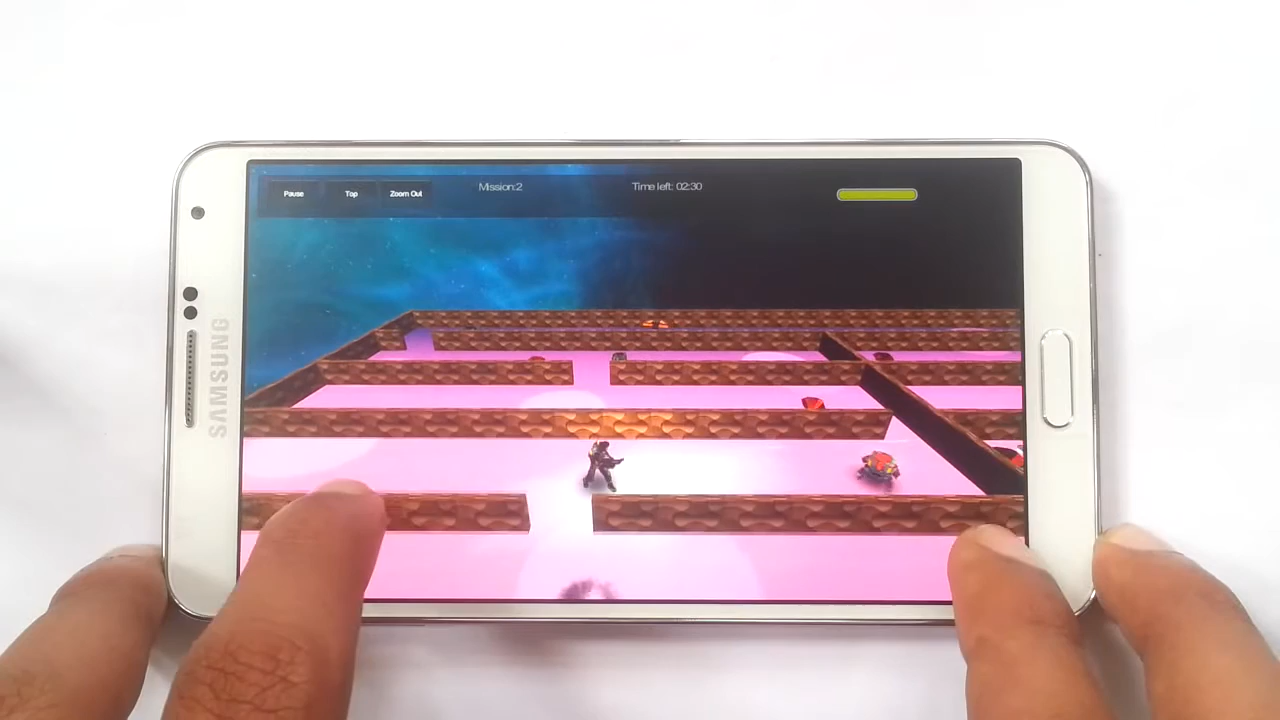 Pause
Top
Zoom Out
Mission:2
Time left: 02:30
SAMSUNG